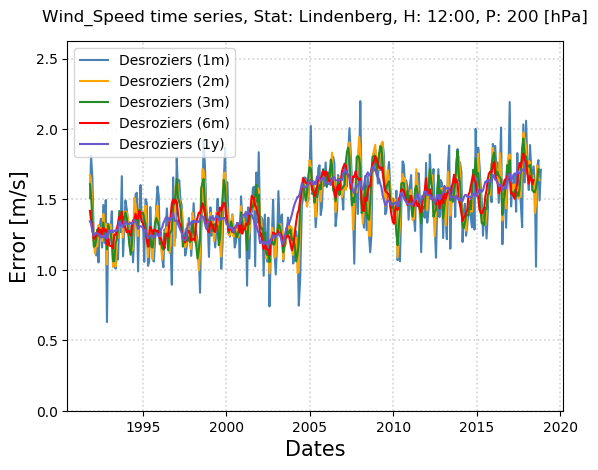 Wind_Speed time series, Stat: Lindenberg, H: 12:00, P: 200 [hPa]
2.5
2.0
1.5
1.0
0.5
0.0
Error [m/s]
Desroziers (1m)
Desroziers (2m)
Desroziers (3m)
Desroziers (6m)
Desroziers (1y)
1995
2000
2005
2010
2015
2020
Dates